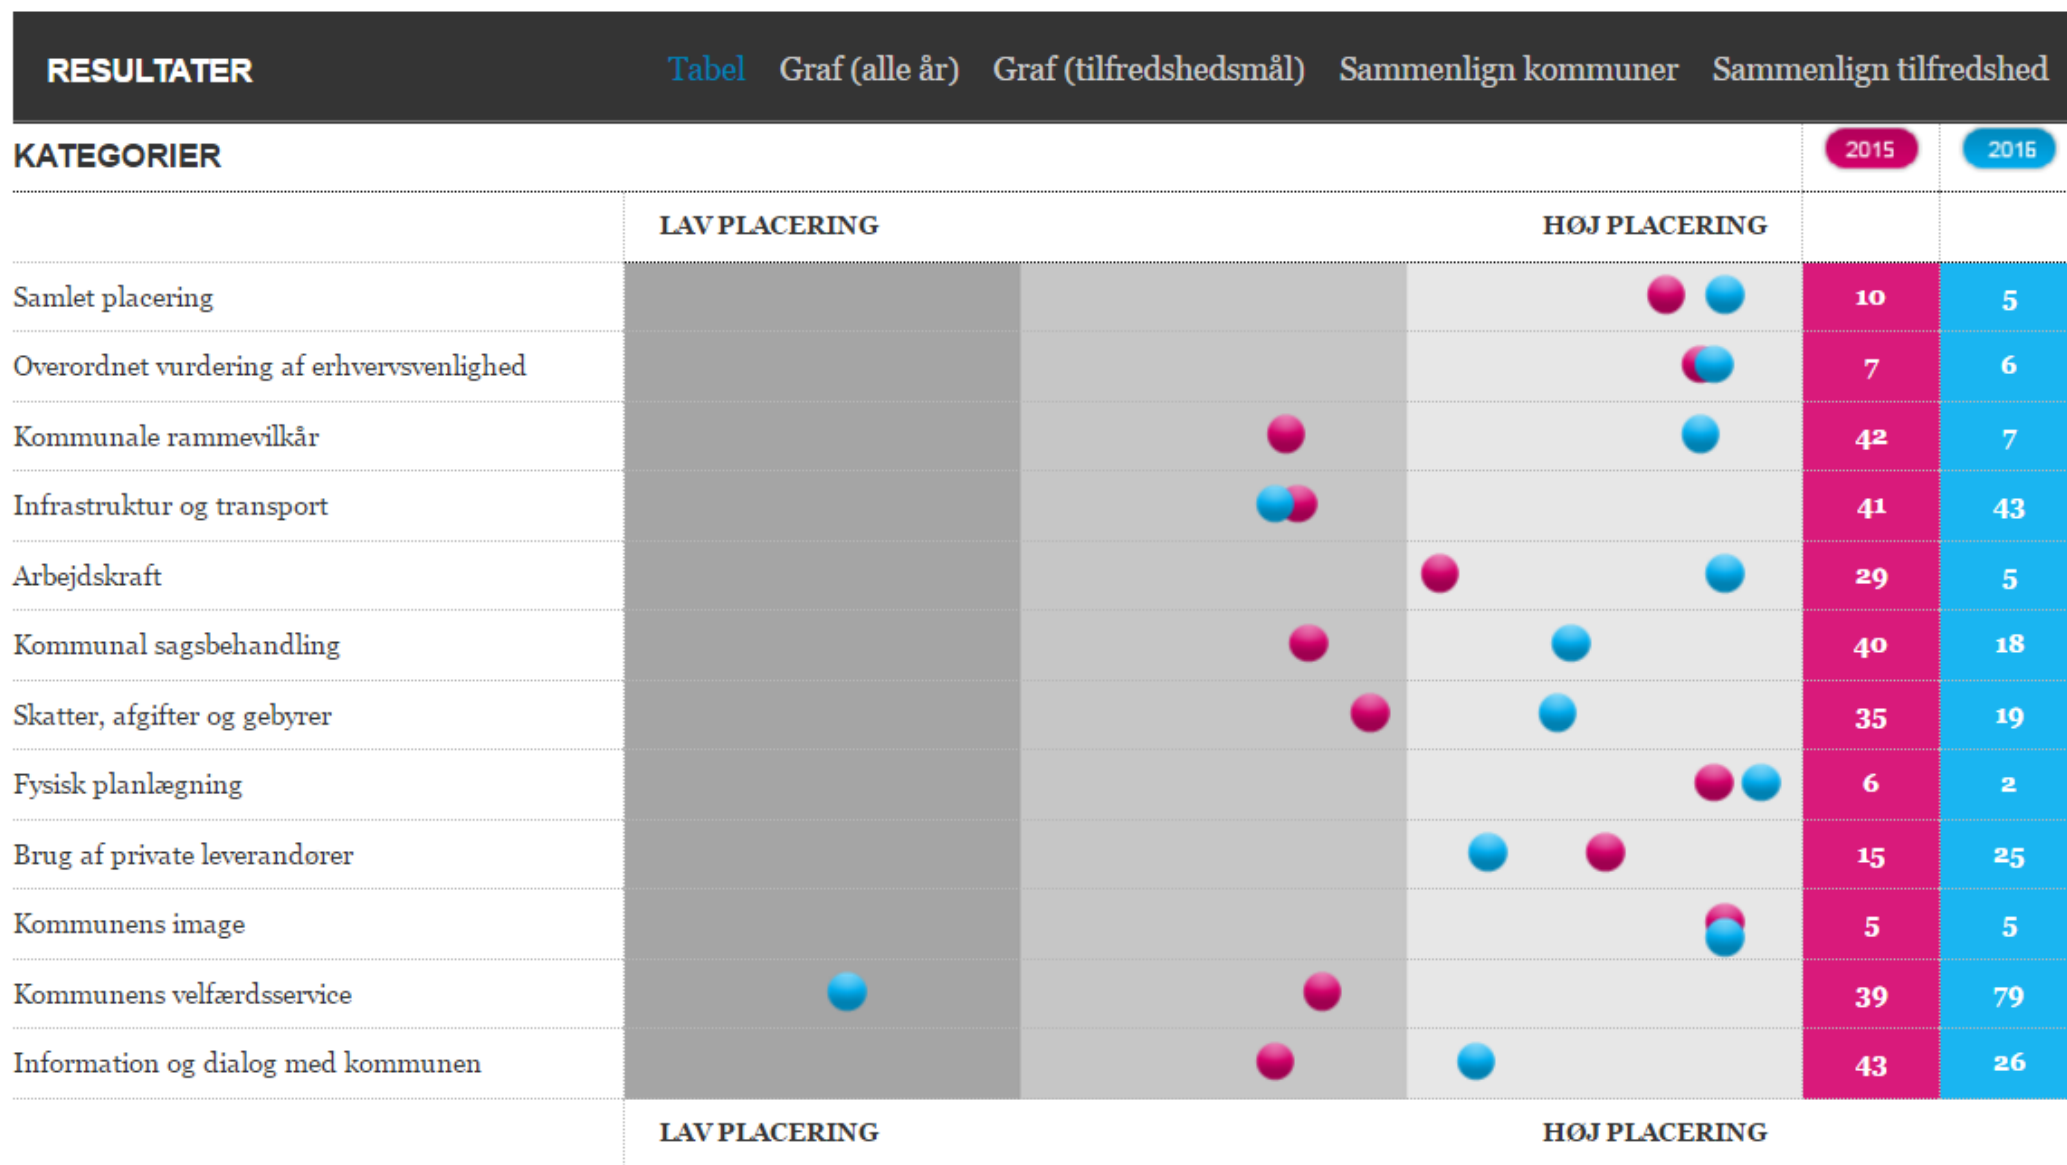 RESULTATER Tabel Graf (alle år) Graf (tilfredshedsmål) Sammenlign kommuner Sammenlign tilfredshed
KATEGORIER 2015 2016
LAV PLACERING HØJ PLACERING
Samlet placering 10 5
Overordnet vurdering af erhvervsvenlighed 7 6
Kommunale rammevilkår 42 7
Infrastruktur og transport 41 43
Arbejdskraft 29 5
Kommunal sagsbehandling 40 18
Skatter, afgifter og gebyrer 35 19
Fysisk planlægning 6 2
Brug af private leverandører 15 25
Kommunens image 5 5
Kommunens velfærdsservice 39 79
Information og dialog med kommunen 43 26
LAV PLACERING HØJ PLACERING